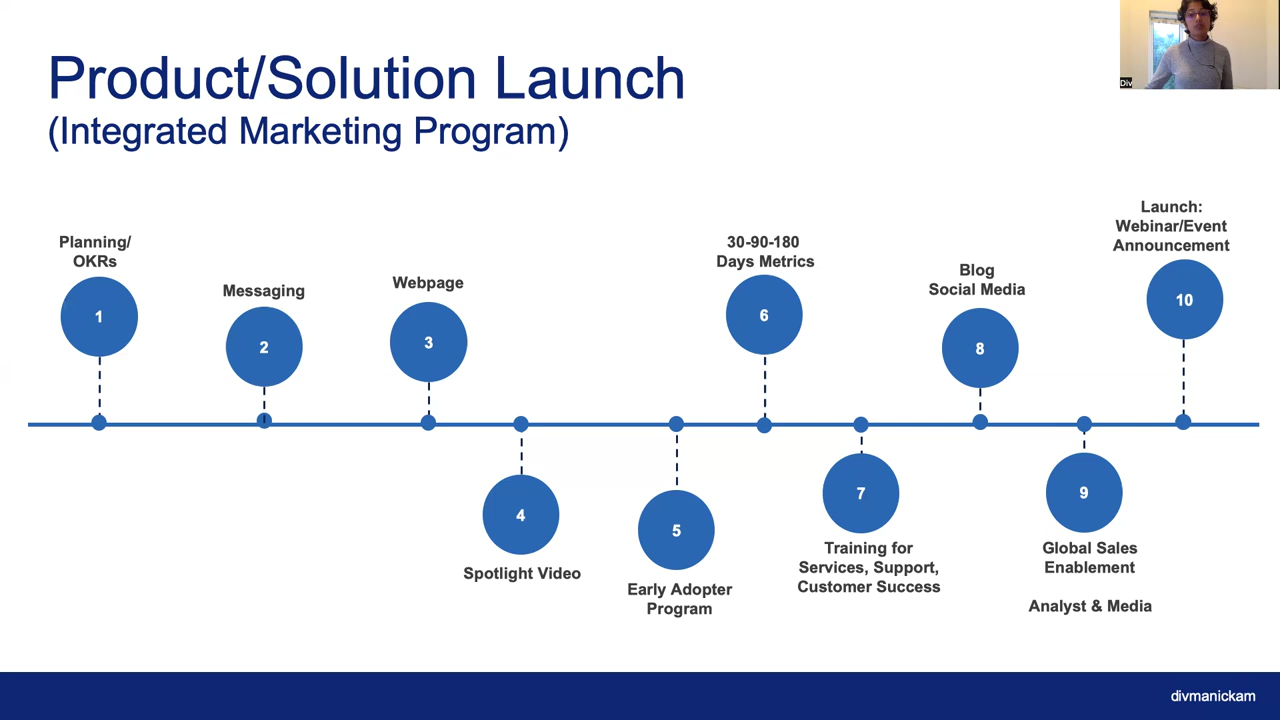 Product/Solution Launch
(Integrated Marketing Program)
Div
Planning/
OKRs
1
Messaging
2
Webpage
3
4
Spotlight Video
5
Early Adopter
Program
30-90-180
Days Metrics
6
7
Training for
Services, Support,
Customer Success
Blog
Social Media
8
9
Global Sales
Enablement
Analyst & Media
Launch:
Webinar/Event
Announcement
10
divmanickam